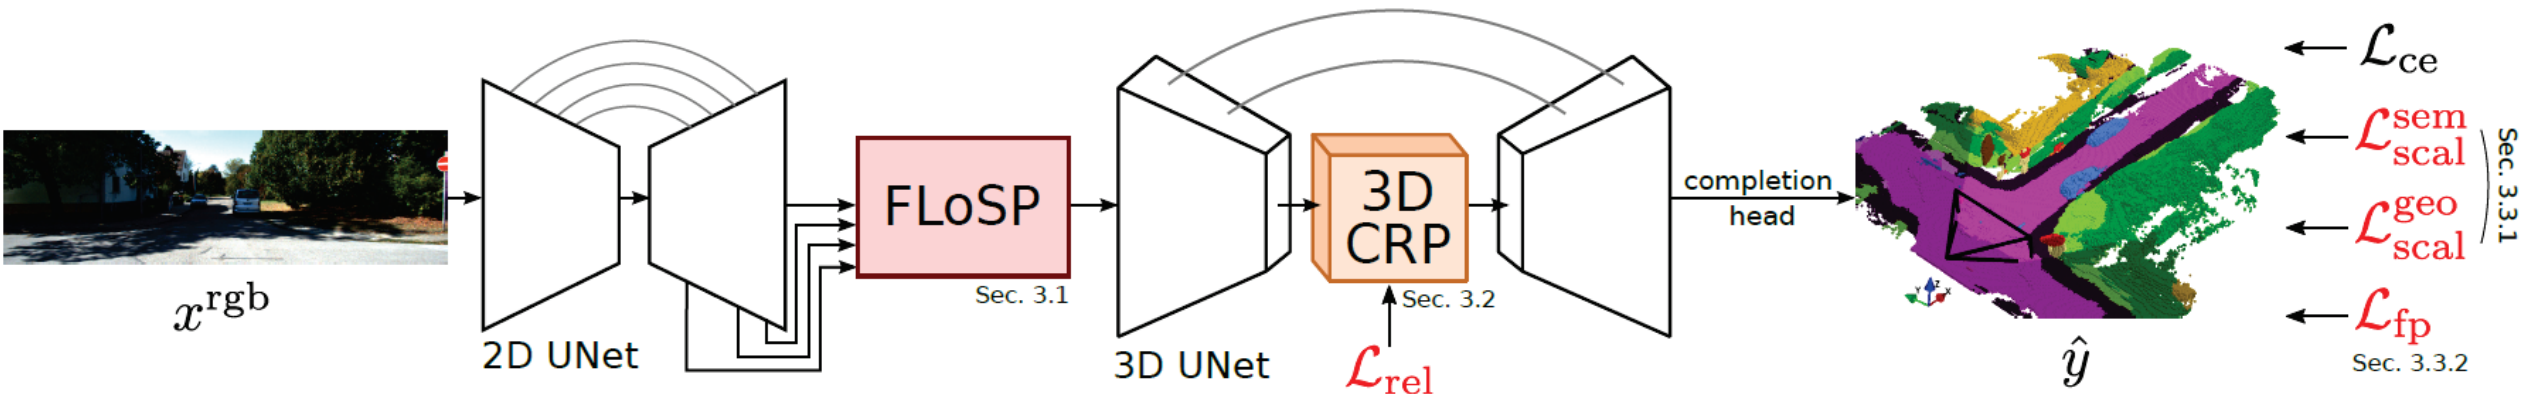 x^rgb
2D UNet
FLoSP
Sec. 3.1
3D UNet
3D
CRP
Sec. 3.2
ℒ_rel
completion
head
ŷ
ℒ_ce
ℒ^sem_scal
ℒ^geo_scal
Sec. 3.3.1
ℒ_fp
Sec. 3.3.2